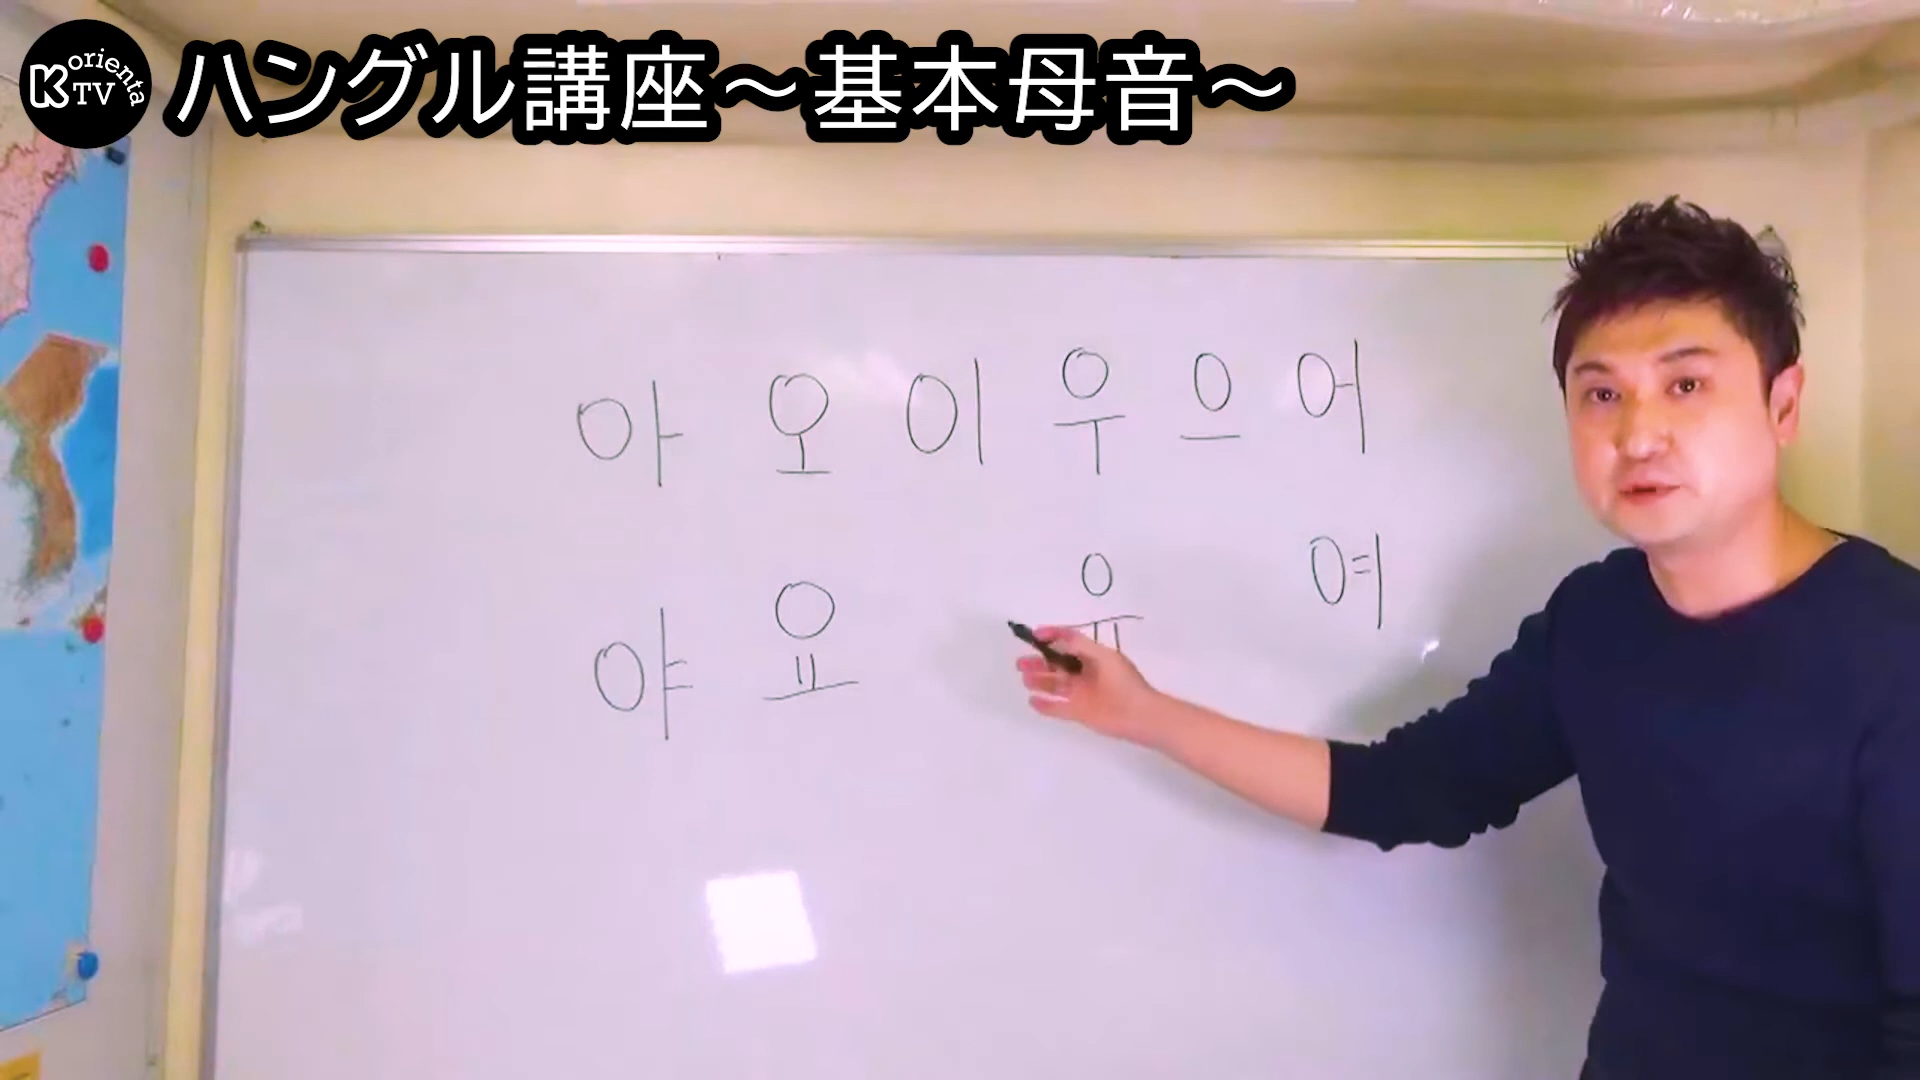 Korienta TV
ハングル講座～基本母音～
아 오 이 우 으 어
야 요 유 여